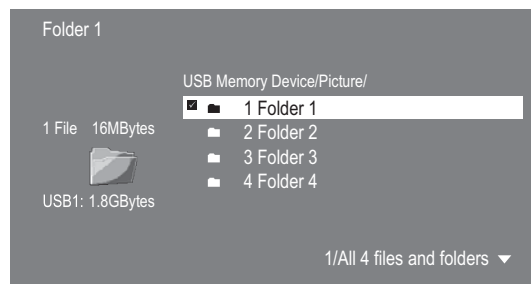 Folder 1
USB Memory Device/Picture/
1 Folder 1
1 File 16MBytes
2 Folder 2
3 Folder 3
4 Folder 4
USB1: 1.8GBytes
1/All 4 files and folders